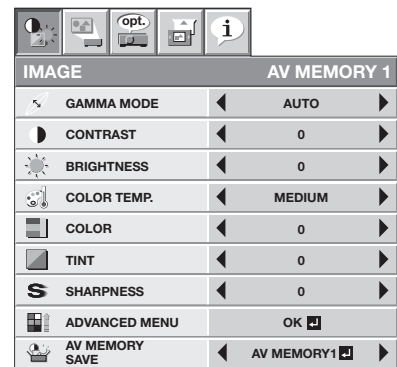 opt.
i
IMAGE AV MEMORY 1
GAMMA MODE AUTO
CONTRAST 0
BRIGHTNESS 0
COLOR TEMP. MEDIUM
COLOR 0
TINT 0
S SHARPNESS 0
ADVANCED MENU OK
AV MEMORY
SAVE AV MEMORY1